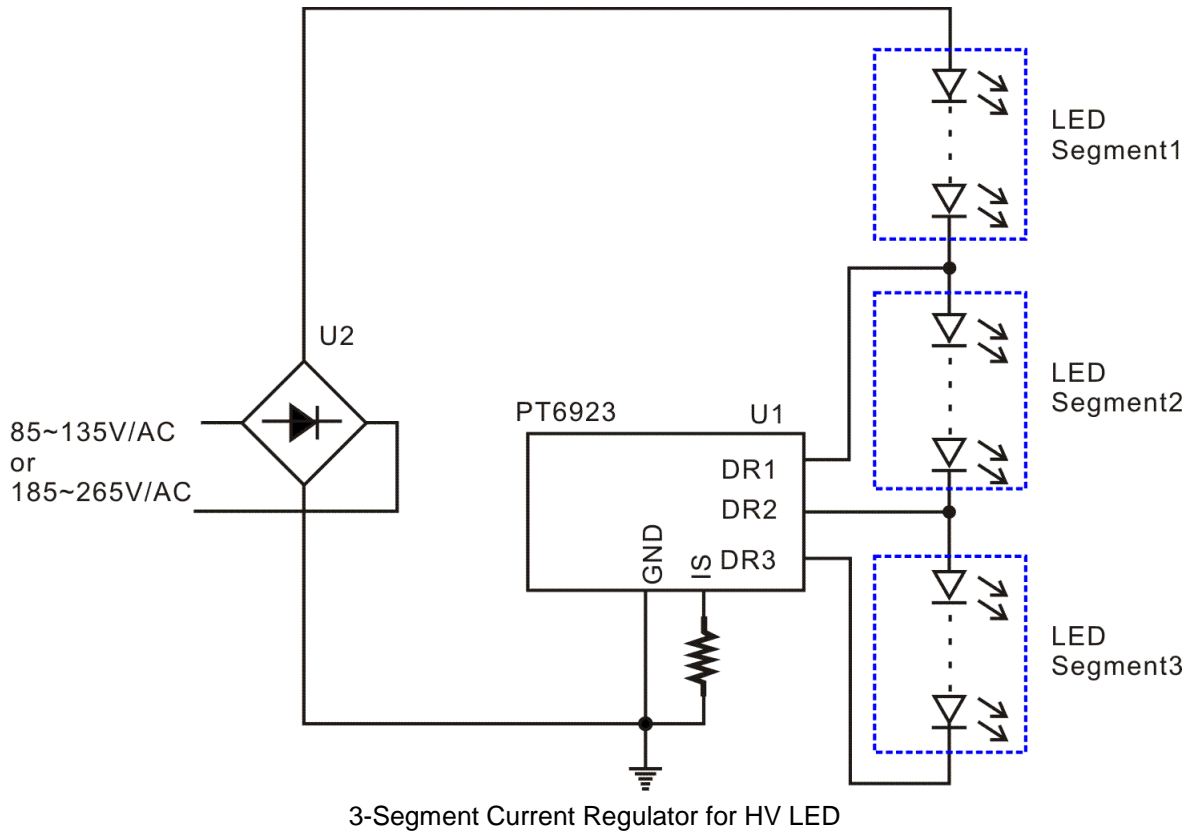 LED
Segment1
U2
85~135V/AC
or
185~265V/AC
LED
Segment2
PT6923
U1
DR1
DR2
DR3
GND
IS
LED
Segment3
3-Segment Current Regulator for HV LED